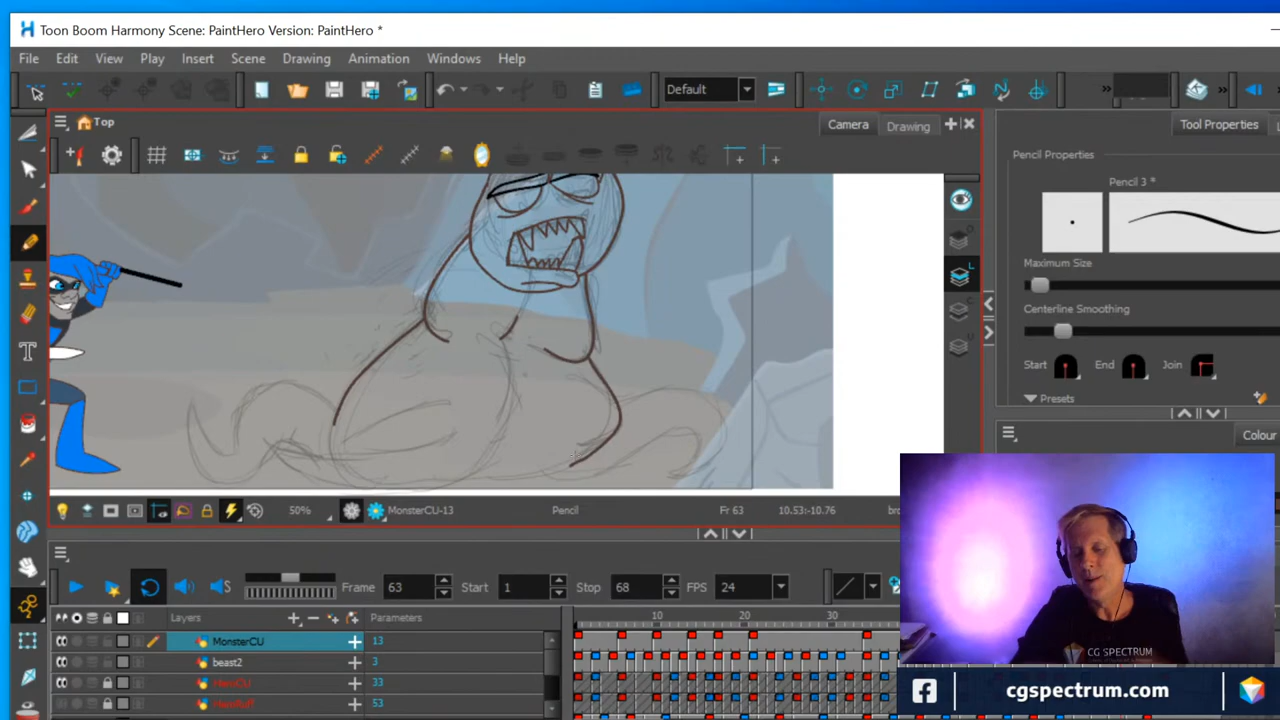 Toon Boom Harmony Scene: PaintHero Version: PaintHero *
File Edit View Play Insert Scene Drawing Animation Windows Help
Default
Top
Camera
Drawing
Tool Properties
Pencil Properties
Pencil 3 *
Maximum Size
Centerline Smoothing
Start
End
Join
Presets
Colour
50%
MonsterCU-13
Pencil
Fr 63
10.53:-10.76
Frame 63 Start 1 Stop 68 FPS 24
Layers
Parameters
10 20 30
MonsterCU 13
beast2 3
HeroCU 33
HeroRuff 53
CG SPECTRUM
cgspectrum.com